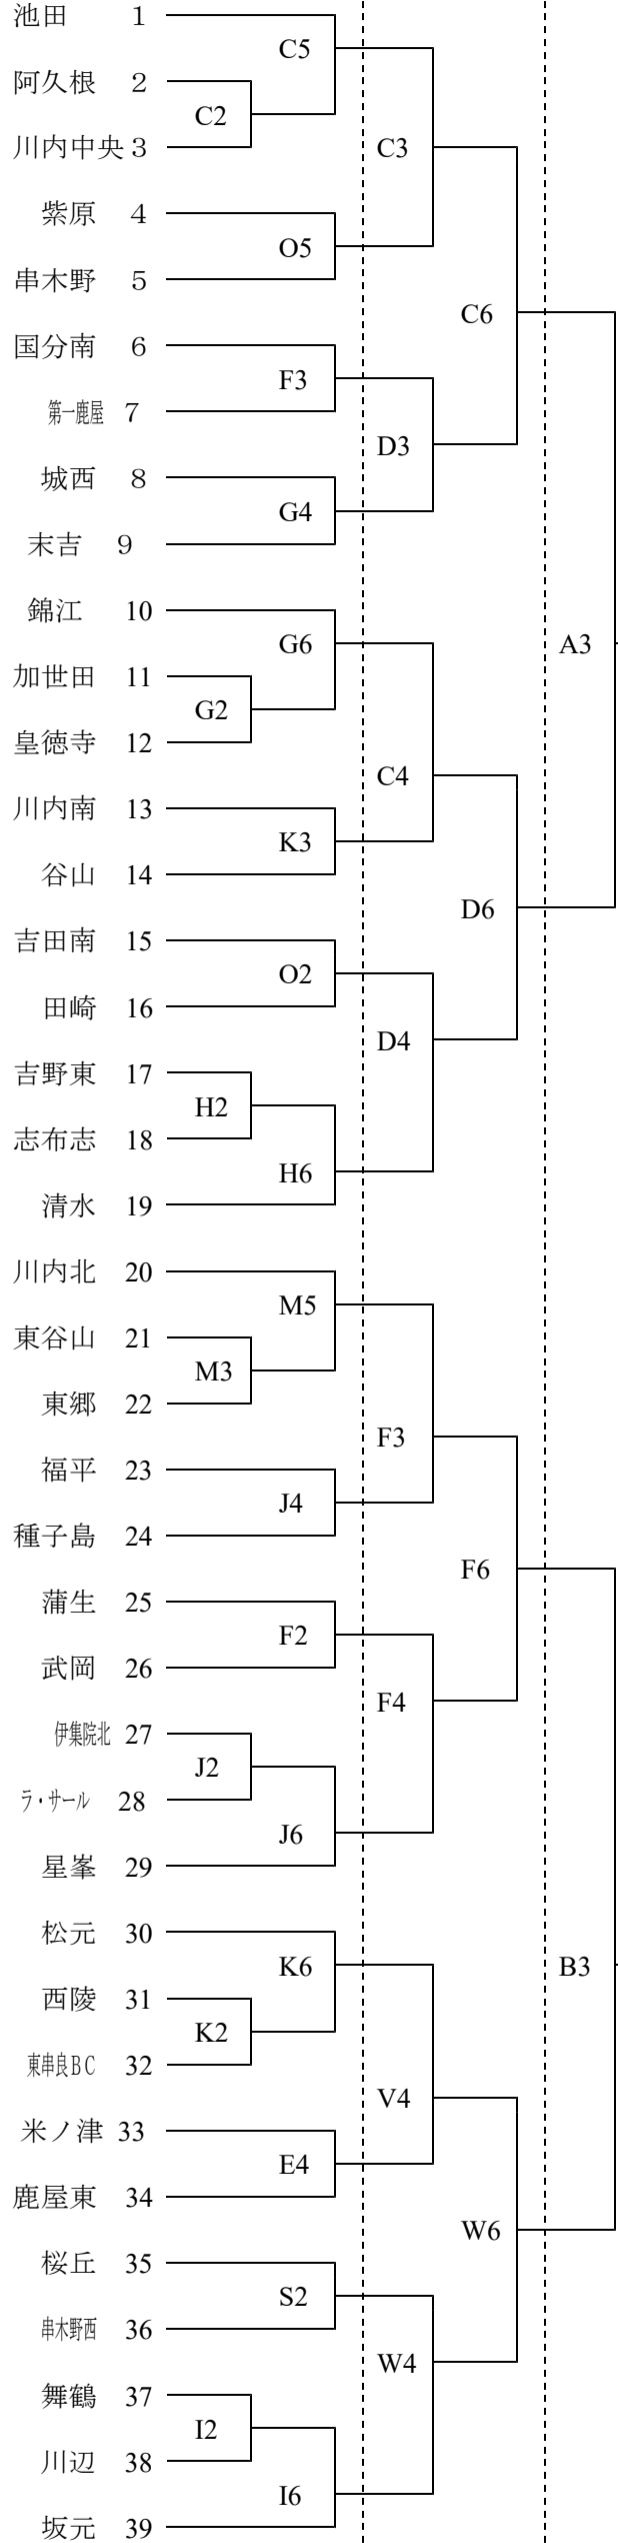 池田 1
C5
阿久根 2
C2
川内中央 3
C3
紫原 4
O5
串木野 5
C6
国分南 6
F3
第一鹿屋 7
D3
城西 8
G4
末吉 9
錦江 10
G6
A3
加世田 11
G2
皇徳寺 12
C4
川内南 13
K3
谷山 14
D6
吉田南 15
O2
田崎 16
D4
吉野東 17
H2
志布志 18
H6
清水 19
川内北 20
M5
東谷山 21
M3
東郷 22
F3
福平 23
J4
種子島 24
F6
蒲生 25
F2
武岡 26
F4
伊集院北 27
J2
ラ・サール 28
J6
星峯 29
松元 30
K6
B3
西陵 31
K2
東串良BC 32
V4
米ノ津 33
E4
鹿屋東 34
W6
桜丘 35
S2
串木野西 36
W4
舞鶴 37
I2
川辺 38
I6
坂元 39